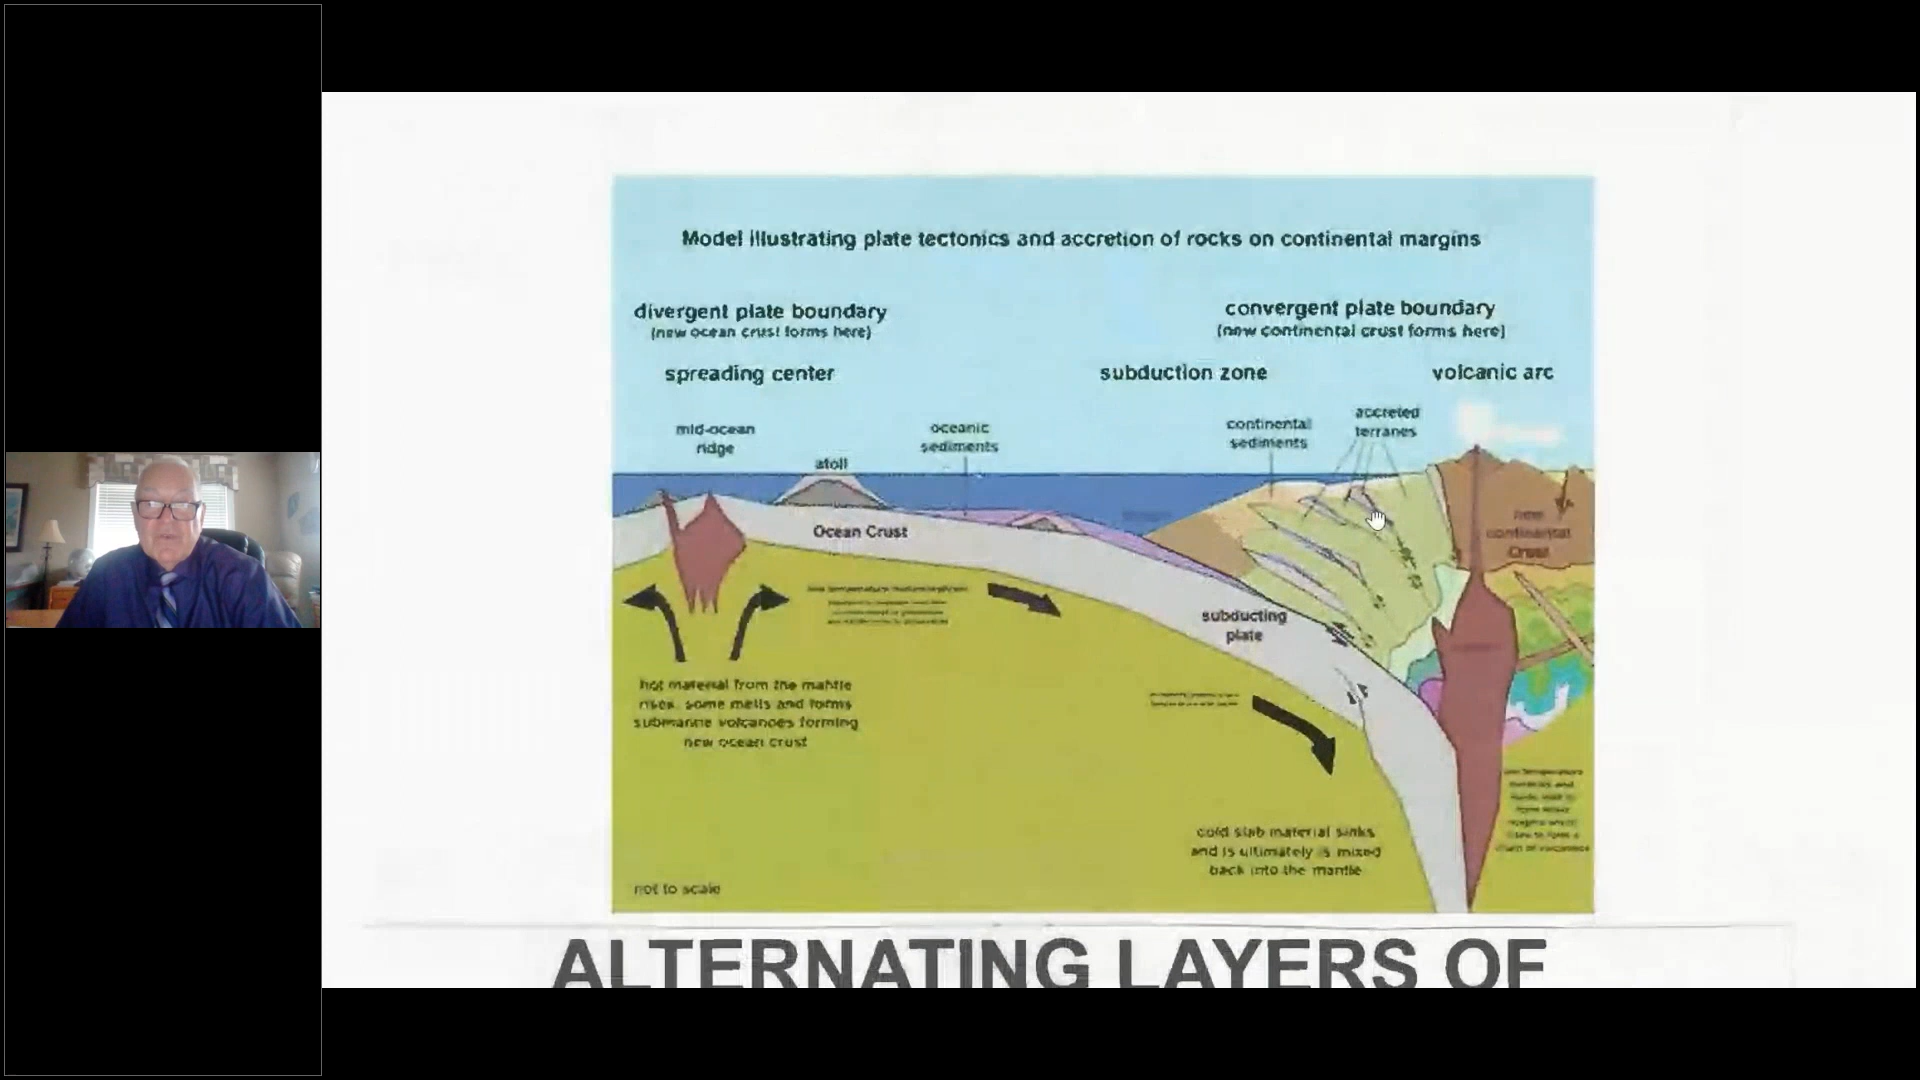 Model illustrating plate tectonics and accretion of rocks on continental margins
divergent plate boundary
(new ocean crust forms here)
convergent plate boundary
(new continental crust forms here)
spreading center
subduction zone
volcanic arc
mid-ocean
ridge
atoll
oceanic
sediments
continental
sediments
accreted
terranes
Ocean Crust
new
continental
Crust
subducting
plate
hot material from the mantle
rises, some melts and forms
submarine volcanoes forming
new ocean crust
cold slab material sinks
and is ultimately is mixed
back into the mantle
not to scale
ALTERNATING LAYERS OF